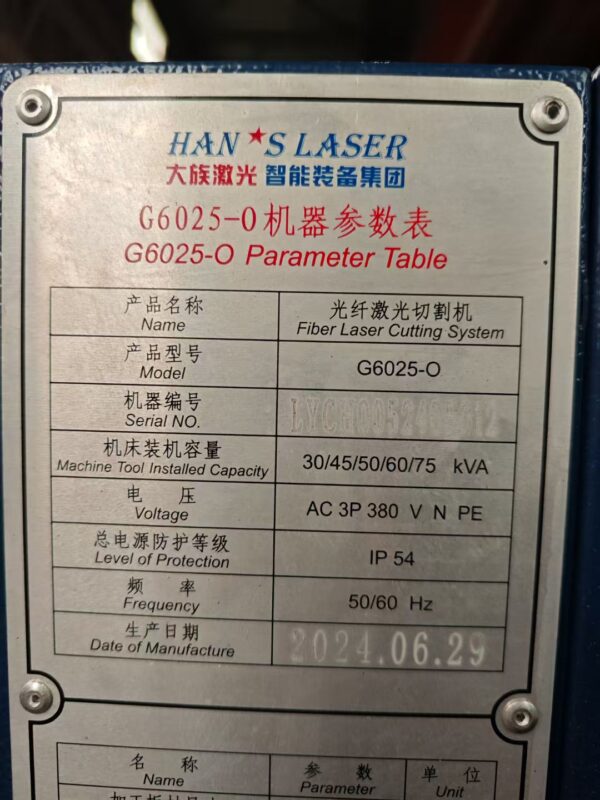 HAN★S LASER
大族激光 智能装备集团
G6025-O机器参数表
G6025-O Parameter Table
产品名称 光纤激光切割机
Name Fiber Laser Cutting System
产品型号
Model G6025-O
机器编号
Serial NO.
机床装机容量
Machine Tool Installed Capacity 30/45/50/60/75 kVA
电 压
Voltage AC 3P 380 V N PE
总电源防护等级
Level of Protection IP 54
频 率
Frequency 50/60 Hz
生产日期
Date of Manufacture 2024.06.29
名 称 参 数 单 位
Name Parameter Unit